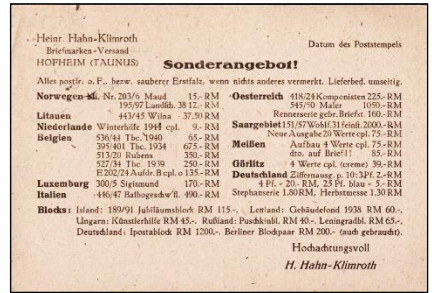 Heinr. Hahn-Klimroth
Briefmarken-Versand
HOFHEIM (TAUNUS)
Datum des Poststempels
Sonderangebot!
Alles postfr. o. F., bezw. sauberer Erstfalz, wenn nichts anderes vermerkt. Lieferbed. umseitig.
Norwegen Nr. 203/6 Maud 15.- RM
195/97 Landsch. 38 12.- RM
Litauen 443/45 Wilna 37.50 RM
Niederlande Winterhilfe 1944 cpl. 9.- RM
Belgien 536/44 Tbc. 1940 65.- RM
395/401 Tbc. 1934 675.- RM
513/20 Rubens 350.- RM
527/34 Tbc 1939 250.- RM
E 202/24 Aufdr. B cpl. o 135.- RM
Luxemburg 300/5 Sigismund 170.- RM
Italien 446/47 Balbogeschw'fl. 490.- RM
Oesterreich 418/24 Komponisten 225.- RM
545/50 Maler 1050.- RM
Rennerserie gebr. Briefst. 160.- RM
Saargebiet 151/57 Wohlf. 31 feinft. 2000.- RM
Neue Ausgabe 20 Werte cpl. 75.- RM
Meißen Aufbau 4 Werte cpl. 75.- RM
dto. auf Brief!! 85.- RM
Görlitz 4 Werte cpl. (creme) 39.- RM
Deutschland Ziffernausg. p. 10: 3 Pf. 2.- RM
4 Pf. - 20.- RM, 25 Pf. blau - 5.- RM
Stephanserie 1.80 RM, Herbstmesse 1.30 RM
Blocks: Island: 189/91 Jubiläumsblock RM 115.-. Lettland: Gebäudefond 1938 RM 60.-.
Ungarn: Künstlerhilfe RM 45.-. Rußland: Puschkinbl. RM 40.-. Leningradbl. RM 65.-.
Deutschland: Ipostablock RM 1200.-. Berliner Blockpaar RM 200.- (auch gebraucht).
Hochachtungsvoll
H. Hahn-Klimroth